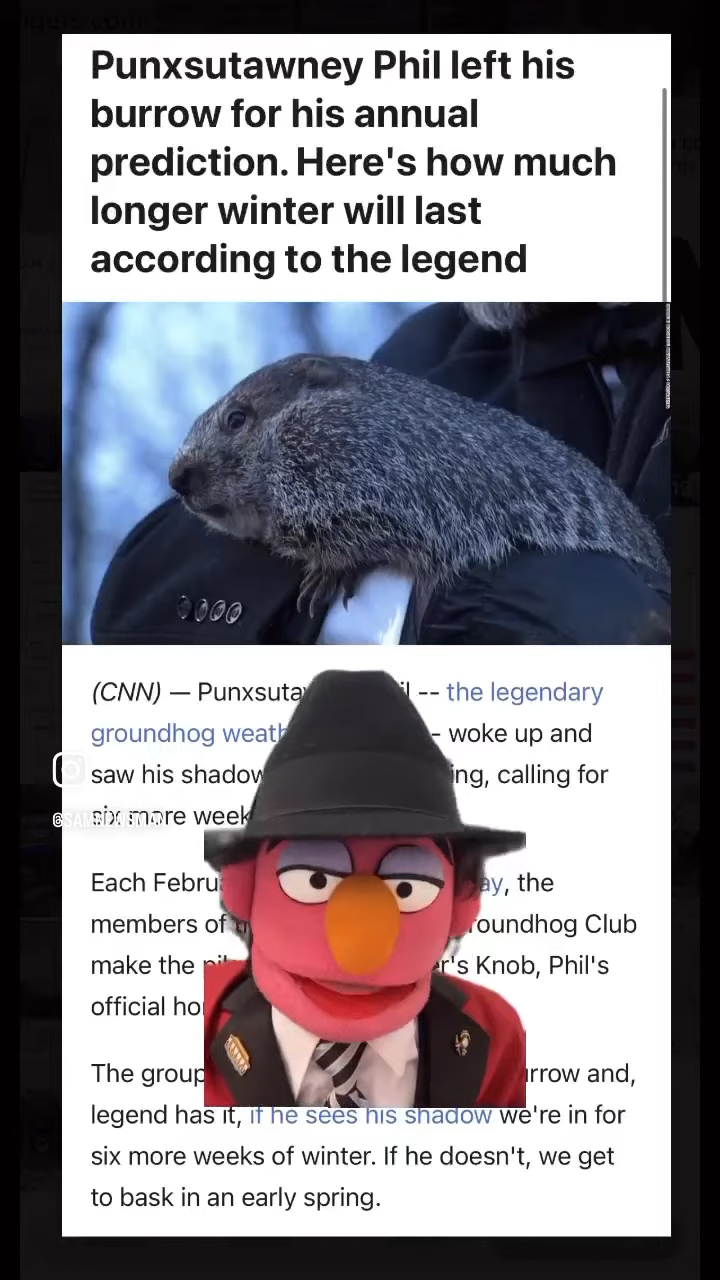 Punxsutawney Phil left his
burrow for his annual
prediction. Here's how much
longer winter will last
according to the legend
(CNN) — Punxsuta -- the legendary
groundhog weath - woke up and
saw his shadow ing, calling for
six more week
Each Febru ay, the
members of roundhog Club
make the r's Knob, Phil's
official ho
The group urrow and,
legend has it, if he sees his shadow we're in for
six more weeks of winter. If he doesn't, we get
to bask in an early spring.